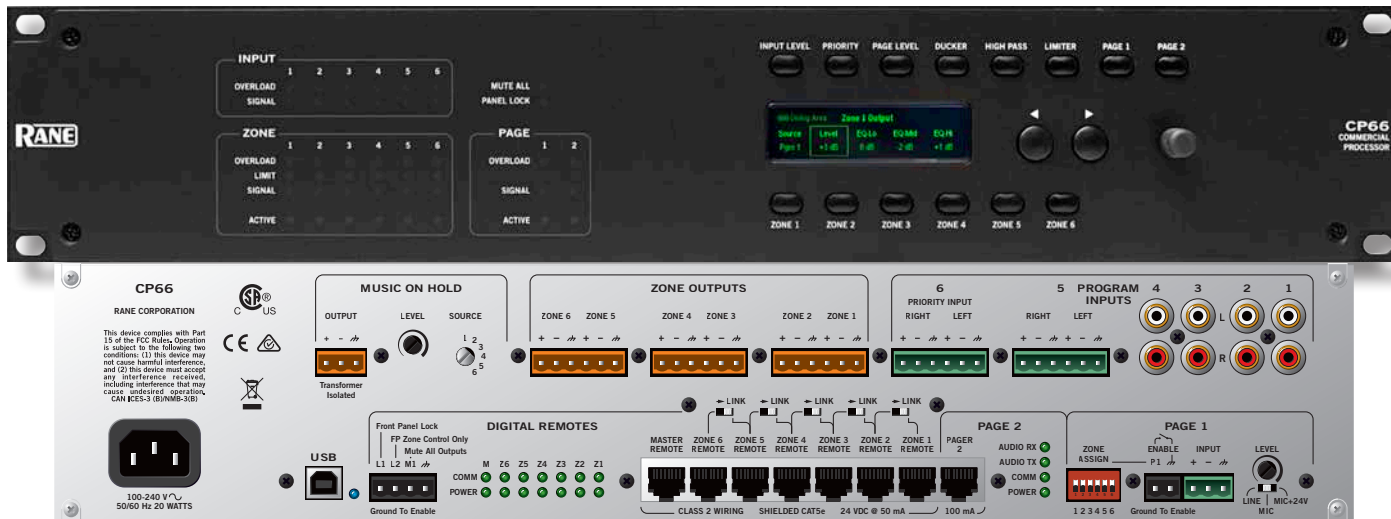 INPUT
1 2 3 4 5 6
OVERLOAD
SIGNAL
MUTE ALL
PANEL LOCK
ZONE
1 2 3 4 5 6
OVERLOAD
LIMIT
SIGNAL
ACTIVE
PAGE
1 2
OVERLOAD
SIGNAL
ACTIVE
RANE
INPUT LEVEL PRIORITY PAGE LEVEL DUCKER HIGH PASS LIMITER PAGE 1 PAGE 2
Area Zone 1 Output
Source Level EQ Lo EQ Mid EQ Hi
+1 dB 0 dB -2 dB +1 dB
ZONE 1 ZONE 2 ZONE 3 ZONE 4 ZONE 5 ZONE 6
CP66
COMMERCIAL
PROCESSOR
CP66
RANE CORPORATION
This device complies with Part
15 of the FCC Rules. Operation
is subject to the following two
conditions: (1) this device may
not cause harmful interference,
and (2) this device must accept
any interference received,
including interference that may
cause undesired operation.
CAN ICES-3 (B)/NMB-3(B)
100-240 V
50/60 Hz 20 WATTS
C SA ® US
CE
MUSIC ON HOLD
OUTPUT LEVEL SOURCE
+ –
1 2 3 4 5 6
Transformer
Isolated
ZONE OUTPUTS
ZONE 6 ZONE 5 ZONE 4 ZONE 3 ZONE 2 ZONE 1
+ – + – + – + – + – + –
6 5 PROGRAM INPUTS 4 3 2 1
PRIORITY INPUT
RIGHT LEFT RIGHT LEFT
+ – + – + – + –
L
R
USB
DIGITAL REMOTES
Front Panel Lock
FP Zone Control Only
Mute All Outputs
L1 L2 M1
Ground To Enable
M Z6 Z5 Z4 Z3 Z2 Z1
COMM
POWER
LINK LINK LINK LINK LINK
MASTER REMOTE ZONE 6 REMOTE ZONE 5 REMOTE ZONE 4 REMOTE ZONE 3 REMOTE ZONE 2 REMOTE ZONE 1 REMOTE PAGER 2
CLASS 2 WIRING SHIELDED CAT5e 24 VDC @ 50 mA 100 mA
PAGE 2
AUDIO RX
AUDIO TX
COMM
POWER
PAGE 1
ZONE ASSIGN
1 2 3 4 5 6
ENABLE
P1
Ground To Enable
INPUT
+ –
LEVEL
LINE MIC+24V
MIC